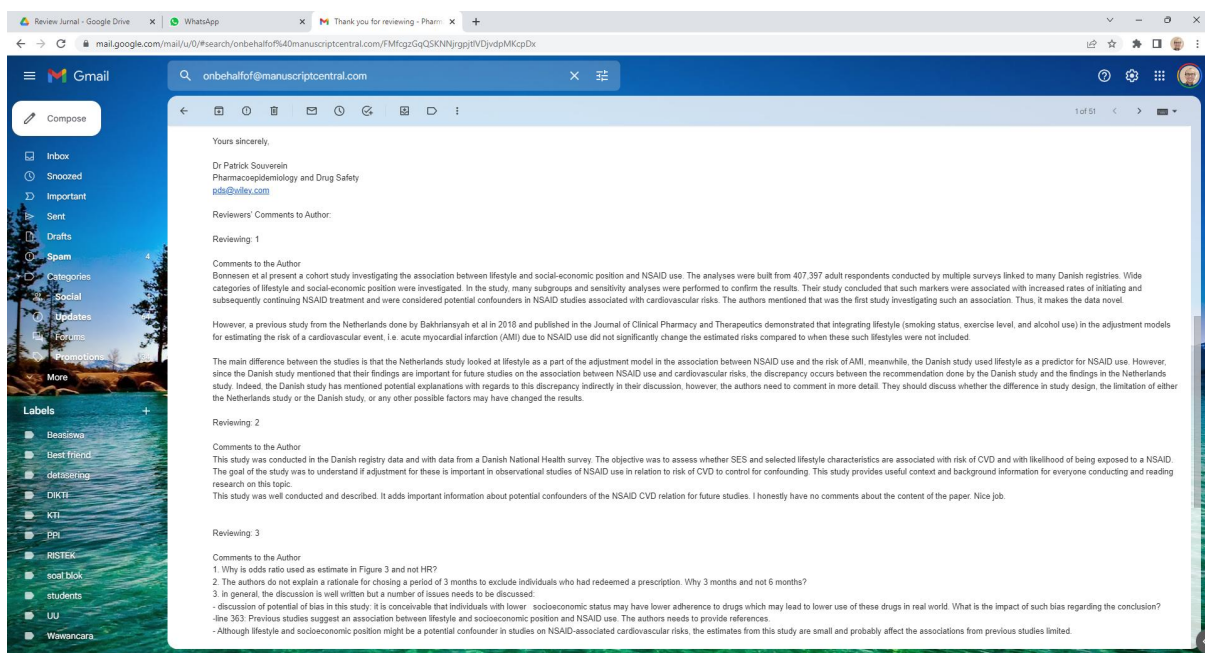 Review Jurnal - Google Drive
WhatsApp
Thank you for reviewing - Pharm
mail.google.com/mail/u/0/#search/onbehalfof%40manuscriptcentral.com/FMfcgzGqQSKNNjrgpjtlVDjvdpMKcpDx
Gmail
onbehalfof@manuscriptcentral.com
Compose
1 of 51
Inbox
Snoozed
Important
Sent
Drafts
Spam 4
Categories
Social
Updates
Forums
Promotions
More
Labels
Beasiswa
Best friend
detasering
DIKTI
KTI
PPI
RISTEK
soal blok
students
UU
Wawancara
Yours sincerely,
Dr Patrick Souverein
Pharmacoepidemiology and Drug Safety
pds@wiley.com
Reviewers' Comments to Author:
Reviewing: 1
Comments to the Author
Bonnesen et al present a cohort study investigating the association between lifestyle and social-economic position and NSAID use. The analyses were built from 407,397 adult respondents conducted by multiple surveys linked to many Danish registries. Wide
categories of lifestyle and social-economic position were investigated. In the study, many subgroups and sensitivity analyses were performed to confirm the results. Their study concluded that such markers were associated with increased rates of initiating and
subsequently continuing NSAID treatment and were considered potential confounders in NSAID studies associated with cardiovascular risks. The authors mentioned that was the first study investigating such an association. Thus, it makes the data novel.
However, a previous study from the Netherlands done by Bakhriansyah et al in 2018 and published in the Journal of Clinical Pharmacy and Therapeutics demonstrated that integrating lifestyle (smoking status, exercise level, and alcohol use) in the adjustment models
for estimating the risk of a cardiovascular event, i.e. acute myocardial infarction (AMI) due to NSAID use did not significantly change the estimated risks compared to when these such lifestyles were not included.
The main difference between the studies is that the Netherlands study looked at lifestyle as a part of the adjustment model in the association between NSAID use and the risk of AMI, meanwhile, the Danish study used lifestyle as a predictor for NSAID use. However,
since the Danish study mentioned that their findings are important for future studies on the association between NSAID use and cardiovascular risks, the discrepancy occurs between the recommendation done by the Danish study and the findings in the Netherlands
study. Indeed, the Danish study has mentioned potential explanations with regards to this discrepancy indirectly in their discussion, however, the authors need to comment in more detail. They should discuss whether the difference in study design, the limitation of either
the Netherlands study or the Danish study, or any other possible factors may have changed the results.
Reviewing: 2
Comments to the Author
This study was conducted in the Danish registry data and with data from a Danish National Health survey. The objective was to assess whether SES and selected lifestyle characteristics are associated with risk of CVD and with likelihood of being exposed to a NSAID.
The goal of the study was to understand if adjustment for these is important in observational studies of NSAID use in relation to risk of CVD to control for confounding. This study provides useful context and background information for everyone conducting and reading
research on this topic.
This study was well conducted and described. It adds important information about potential confounders of the NSAID CVD relation for future studies. I honestly have no comments about the content of the paper. Nice job.
Reviewing: 3
Comments to the Author
1. Why is odds ratio used as estimate in Figure 3 and not HR?
2. The authors do not explain a rationale for chosing a period of 3 months to exclude individuals who had redeemed a prescription. Why 3 months and not 6 months?
3. in general, the discussion is well written but a number of issues needs to be discussed:
- discussion of potential of bias in this study: it is conceivable that individuals with lower socioeconomic status may have lower adherence to drugs which may lead to lower use of these drugs in real world. What is the impact of such bias regarding the conclusion?
-line 363: Previous studies suggest an association between lifestyle and socioeconomic position and NSAID use. The authors needs to provide references.
- Although lifestyle and socioeconomic position might be a potential confounder in studies on NSAID-associated cardiovascular risks, the estimates from this study are small and probably affect the associations from previous studies limited.